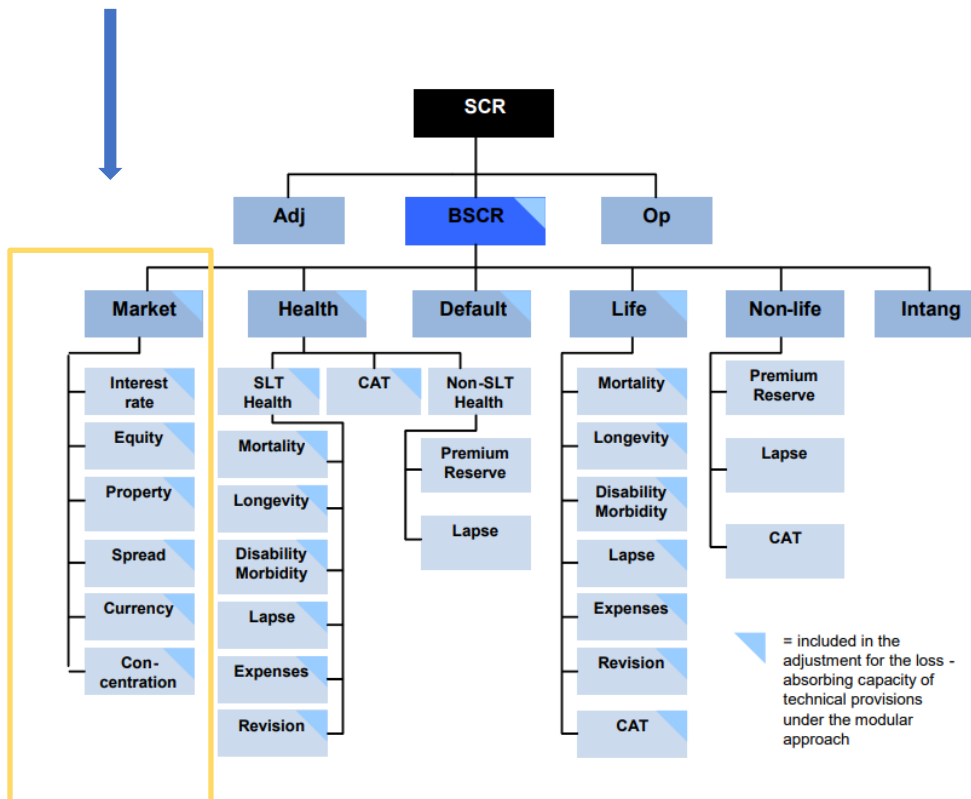 SCR
Adj
BSCR
Op
Market
Health
Default
Life
Non-life
Intang
Interest
rate
Equity
Property
Spread
Currency
Con-
centration
SLT
Health
CAT
Non-SLT
Health
Mortality
Longevity
Disability
Morbidity
Lapse
Expenses
Revision
Premium
Reserve
Lapse
Mortality
Longevity
Disability
Morbidity
Lapse
Expenses
Revision
CAT
Premium
Reserve
Lapse
CAT
= included in the
adjustment for the loss -
absorbing capacity of
technical provisions
under the modular
approach